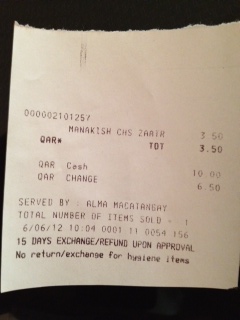 000002101257
MANAKISH CHS ZAATR 3.50
QAR* TOT 3.50
QAR Cash 10.00
QAR CHANGE 6.50
SERVED BY : ALMA MACATANGAY
TOTAL NUMBER OF ITEMS SOLD = 1
6/06/12 10:04 0001 11 0054 156
15 DAYS EXCHANGE/REFUND UPON APPROVAL
No return/exchange for hygiene items